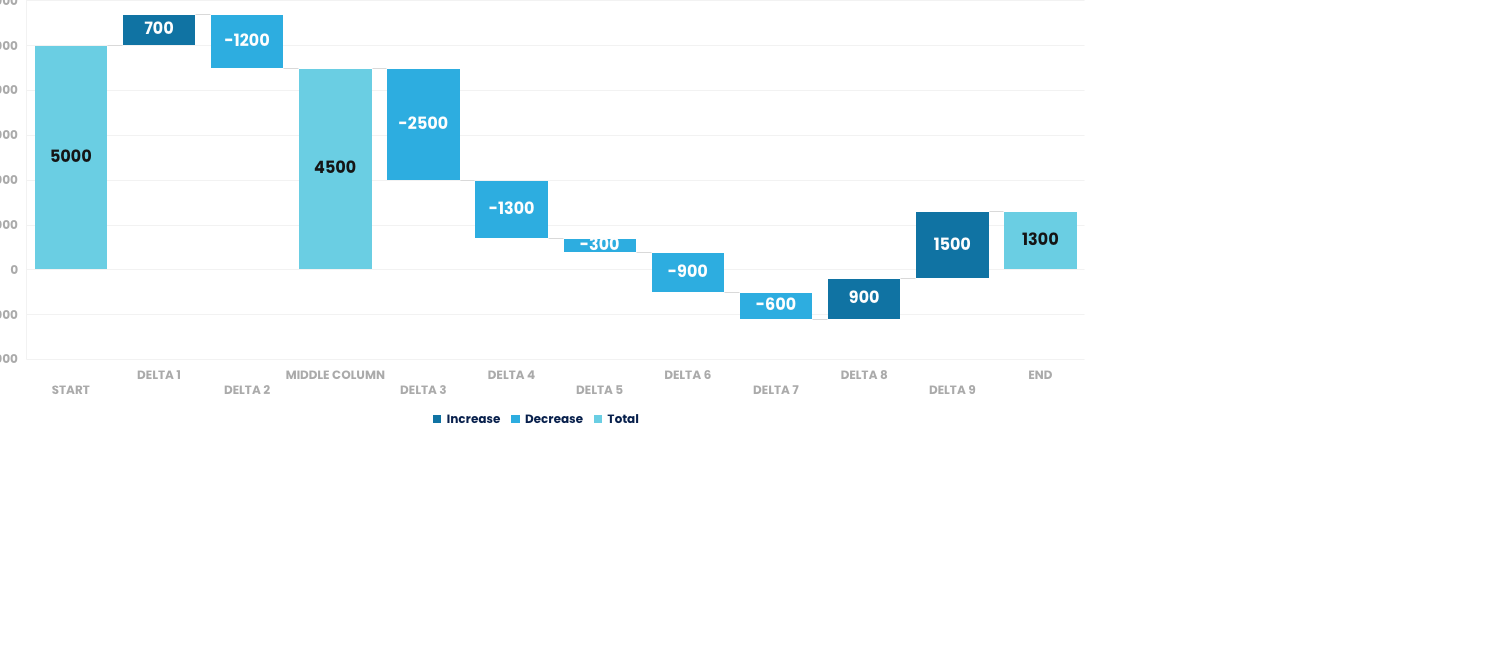 700
-1200
-2500
5000
4500
-1300
-300
1500
1300
-900
900
-600
0
DELTA 1
MIDDLE COLUMN
DELTA 4
DELTA 6
DELTA 8
END
START
DELTA 2
DELTA 3
DELTA 5
DELTA 7
DELTA 9
Increase
Decrease
Total